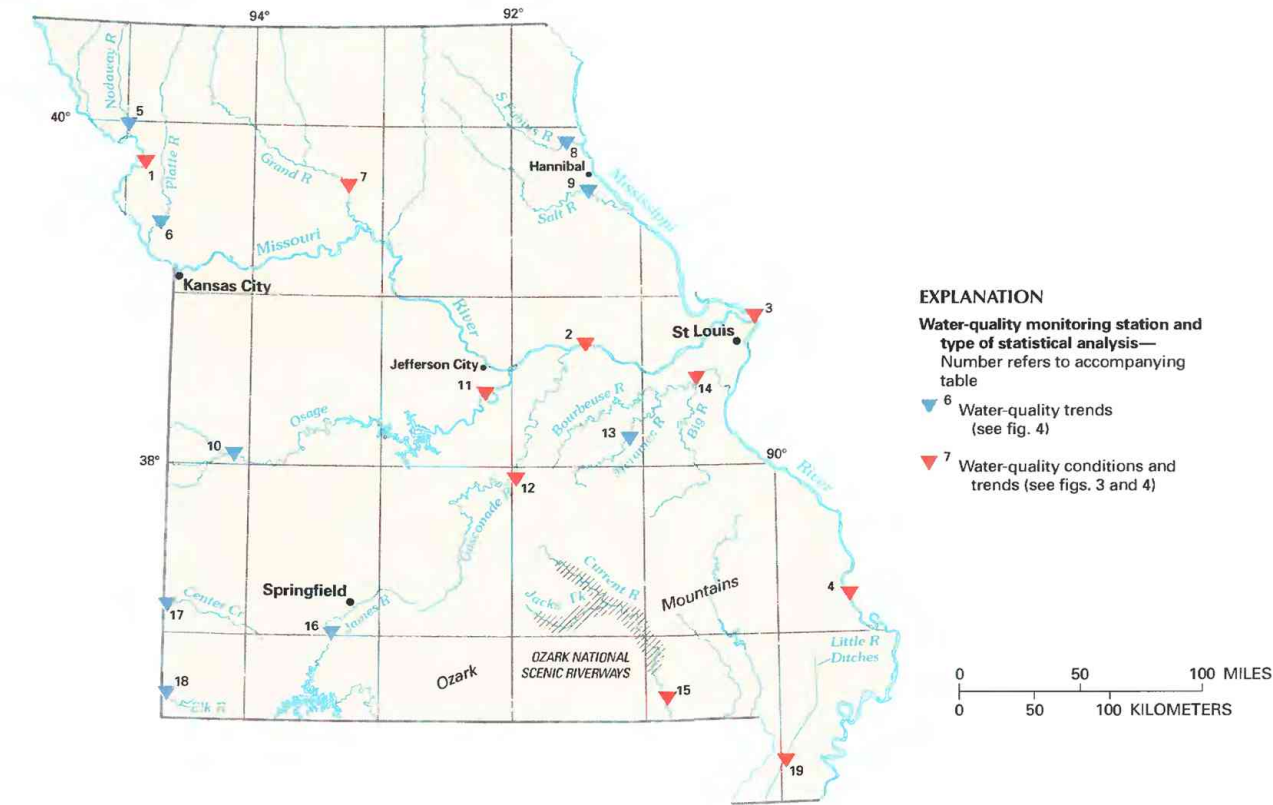 94°
92°
Nodaway R
40°
5
Platte R
1
6
Grand R
7
S Fabius R
8
Hannibal
9
Salt R
Mississippi
Missouri
Kansas City
River
3
2
St Louis
Jefferson City
11
14
Bourbeuse R
Osage
13
Meramec R
Big R
10
38°
90°
River
12
Gasconade R
Springfield
Current R
Jacks Fk
Mountains
4
Center Cr
17
16
James R
Little R
Ditches
OZARK NATIONAL
SCENIC RIVERWAYS
Ozark
18
Elk R
15
19
EXPLANATION
Water-quality monitoring station and
type of statistical analysis—
Number refers to accompanying
table
6 Water-quality trends
(see fig. 4)
7 Water-quality conditions and
trends (see figs. 3 and 4)
0 50 100 MILES
0 50 100 KILOMETERS